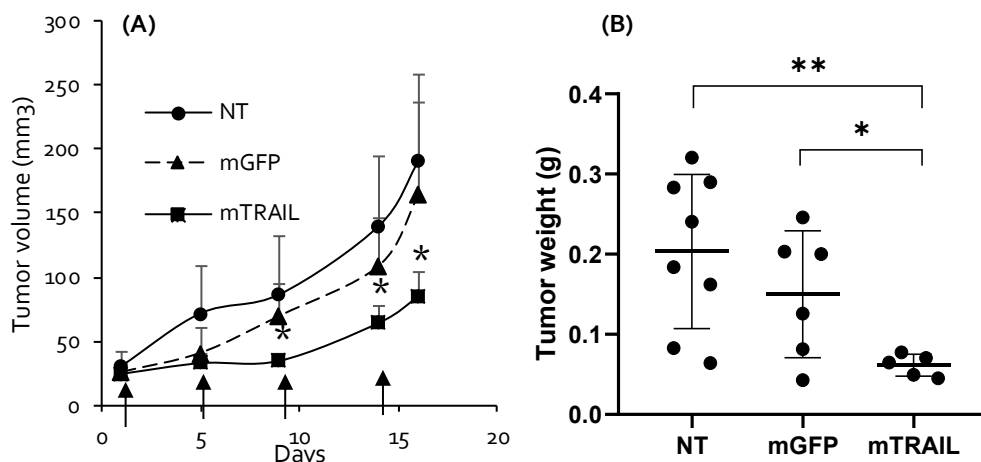 (A)
300
250
200
150
100
50
0
Tumor volume (mm3)
NT
mGFP
mTRAIL
*
*
*
0 5 10 15 20
Days
(B)
**
*
0.4
0.3
0.2
0.1
0.0
Tumor weight (g)
NT mGFP mTRAIL